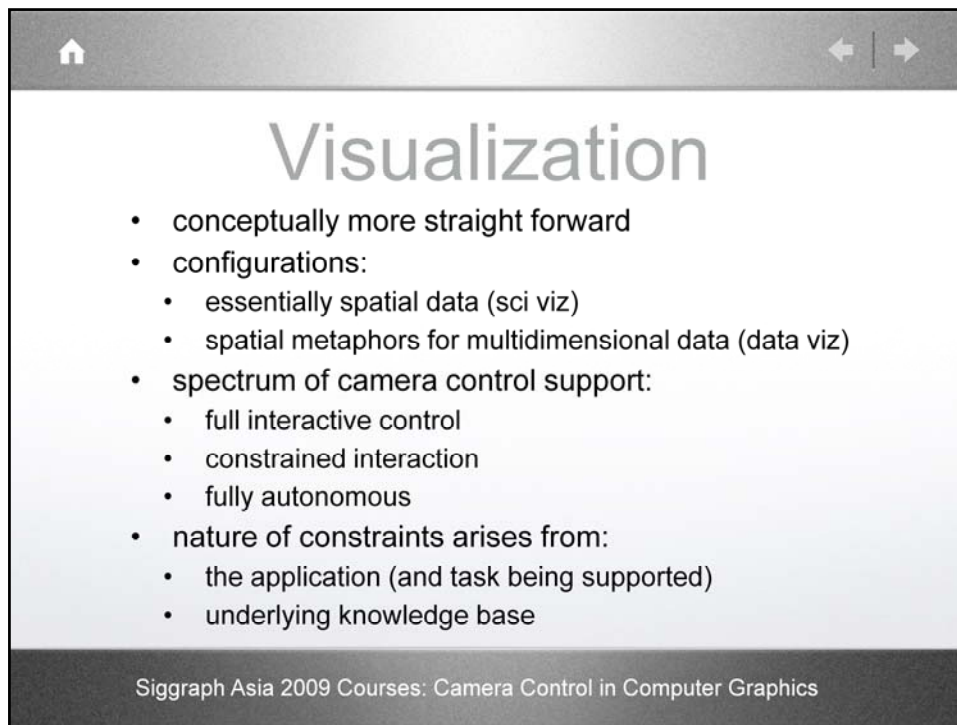 Visualization
• conceptually more straight forward
• configurations:
• essentially spatial data (sci viz)
• spatial metaphors for multidimensional data (data viz)
• spectrum of camera control support:
• full interactive control
• constrained interaction
• fully autonomous
• nature of constraints arises from:
• the application (and task being supported)
• underlying knowledge base
Siggraph Asia 2009 Courses: Camera Control in Computer Graphics